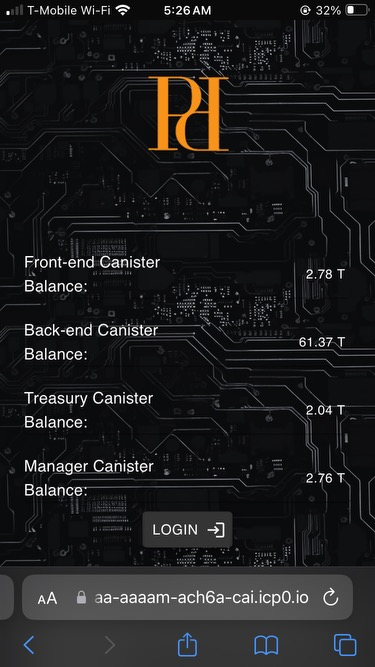 T-Mobile Wi-Fi 5:26 AM 32%
Front-end Canister
Balance:
2.78 T
Back-end Canister
Balance:
61.37 T
Treasury Canister
Balance:
2.04 T
Manager Canister
Balance:
2.76 T
LOGIN
AA aa-aaaam-ach6a-cai.icp0.io